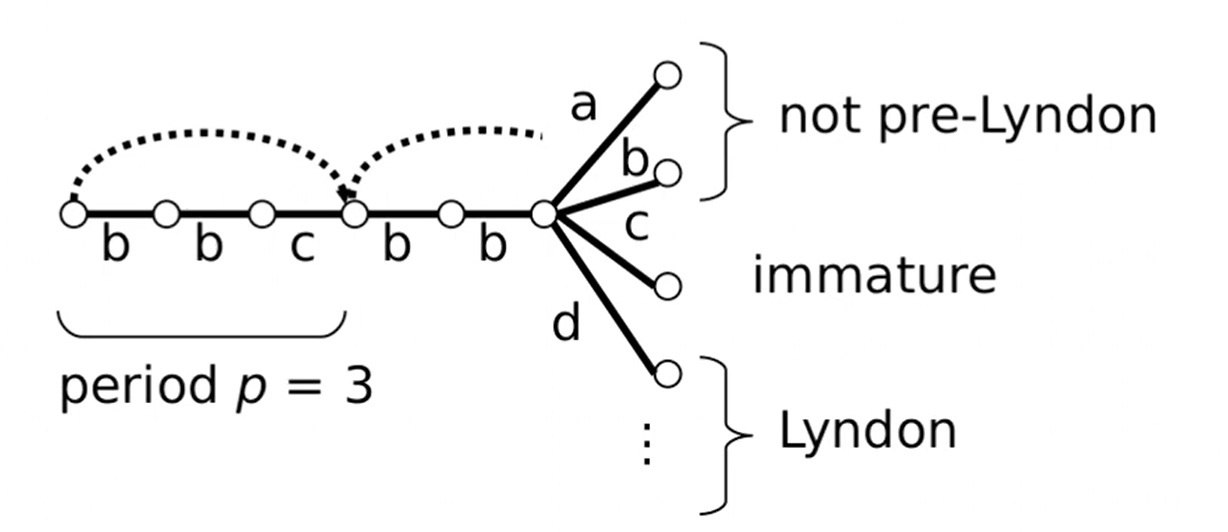 a
not pre-Lyndon
b
b b c b b
c
immature
d
period p = 3
Lyndon
⋮